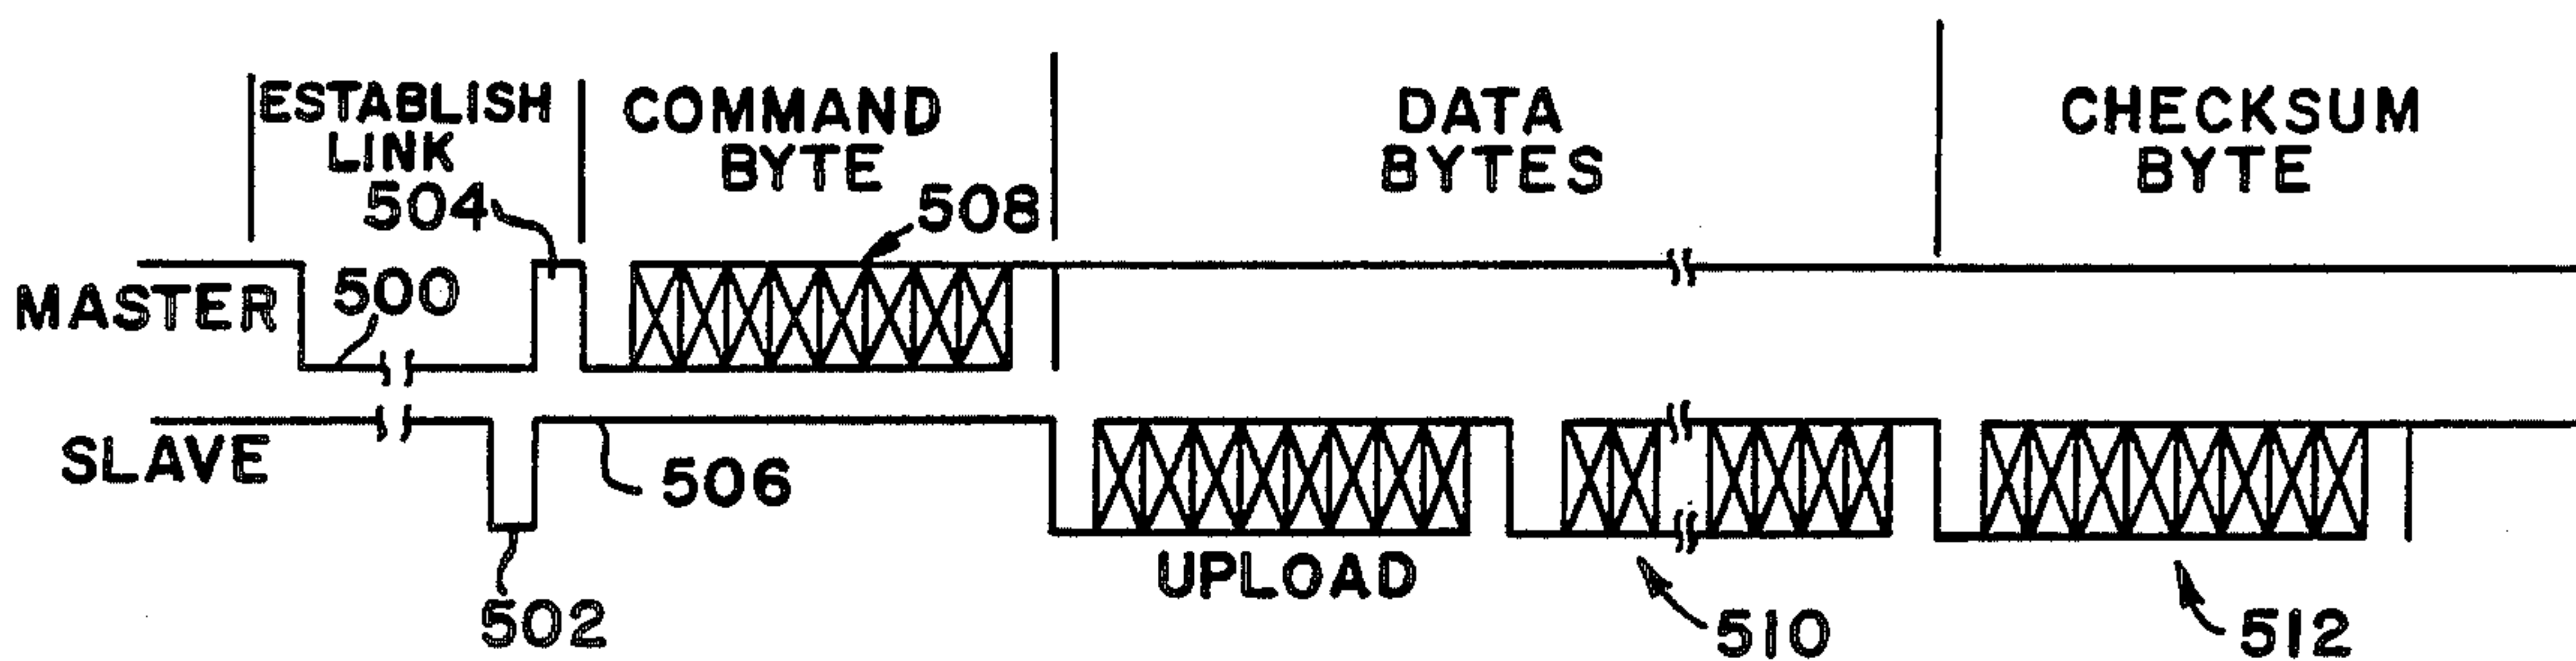 ESTABLISH
LINK
COMMAND
BYTE
DATA
BYTES
CHECKSUM
BYTE
504
508
MASTER
500
SLAVE
506
UPLOAD
502
510
512